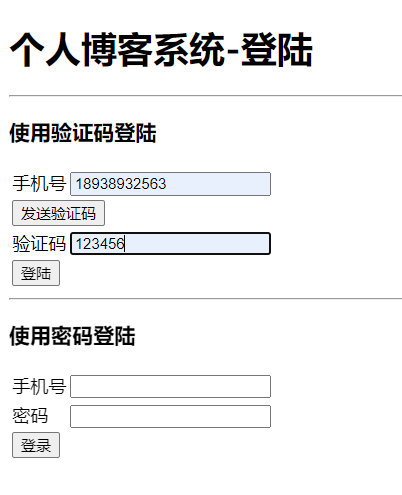 个人博客系统-登陆
使用验证码登陆
手机号 18938932563
发送验证码
验证码 123456
登陆
使用密码登陆
手机号
密码
登录